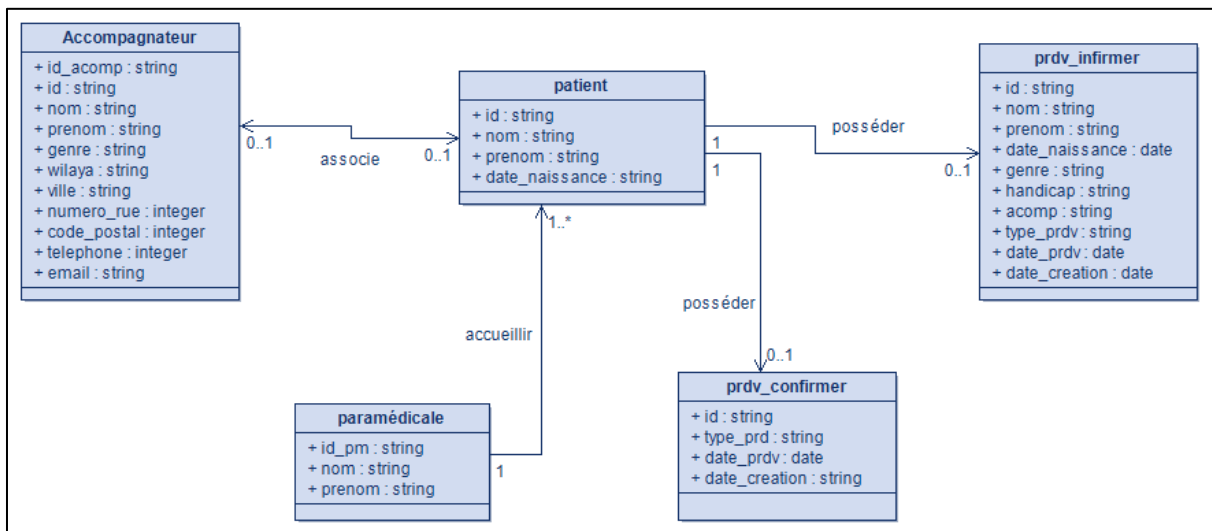 Accompagnateur
+ id_acomp : string
+ id : string
+ nom : string
+ prenom : string
+ genre : string
+ wilaya : string
+ ville : string
+ numero_rue : integer
+ code_postal : integer
+ telephone : integer
+ email : string
0..1
associe
0..1
patient
+ id : string
+ nom : string
+ prenom : string
+ date_naissance : string
1
posséder
0..1
1
prdv_infirmer
+ id : string
+ nom : string
+ prenom : string
+ date_naissance : date
+ genre : string
+ handicap : string
+ acomp : string
+ type_prdv : string
+ date_prdv : date
+ date_creation : date
1..*
accueillir
1
posséder
0..1
paramédicale
+ id_pm : string
+ nom : string
+ prenom : string
prdv_confirmer
+ id : string
+ type_prd : string
+ date_prdv : date
+ date_creation : string